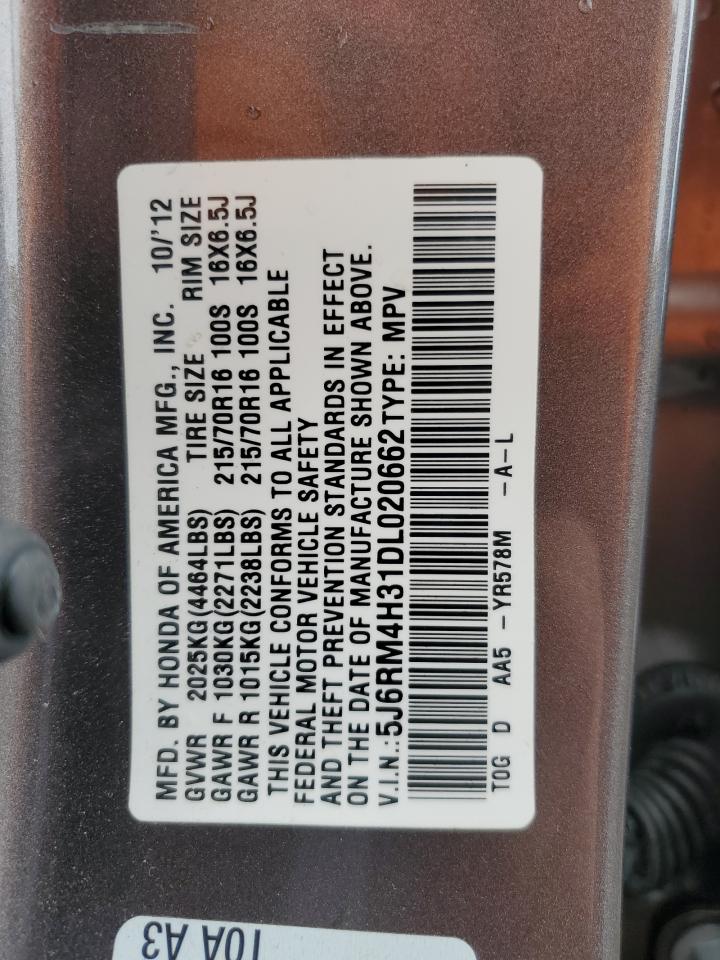 MFD. BY HONDA OF AMERICA MFG., INC. 10/'12
GVWR 2025KG(4464LBS) TIRE SIZE RIM SIZE
GAWR F 1030KG(2271LBS) 215/70R16 100S 16X6.5J
GAWR R 1015KG(2238LBS) 215/70R16 100S 16X6.5J
THIS VEHICLE CONFORMS TO ALL APPLICABLE
FEDERAL MOTOR VEHICLE SAFETY
AND THEFT PREVENTION STANDARDS IN EFFECT
ON THE DATE OF MANUFACTURE SHOWN ABOVE.
V.I.N.:5J6RM4H31DL020662 TYPE: MPV
TOG D AA5 -YR578M -A-L
10A A3